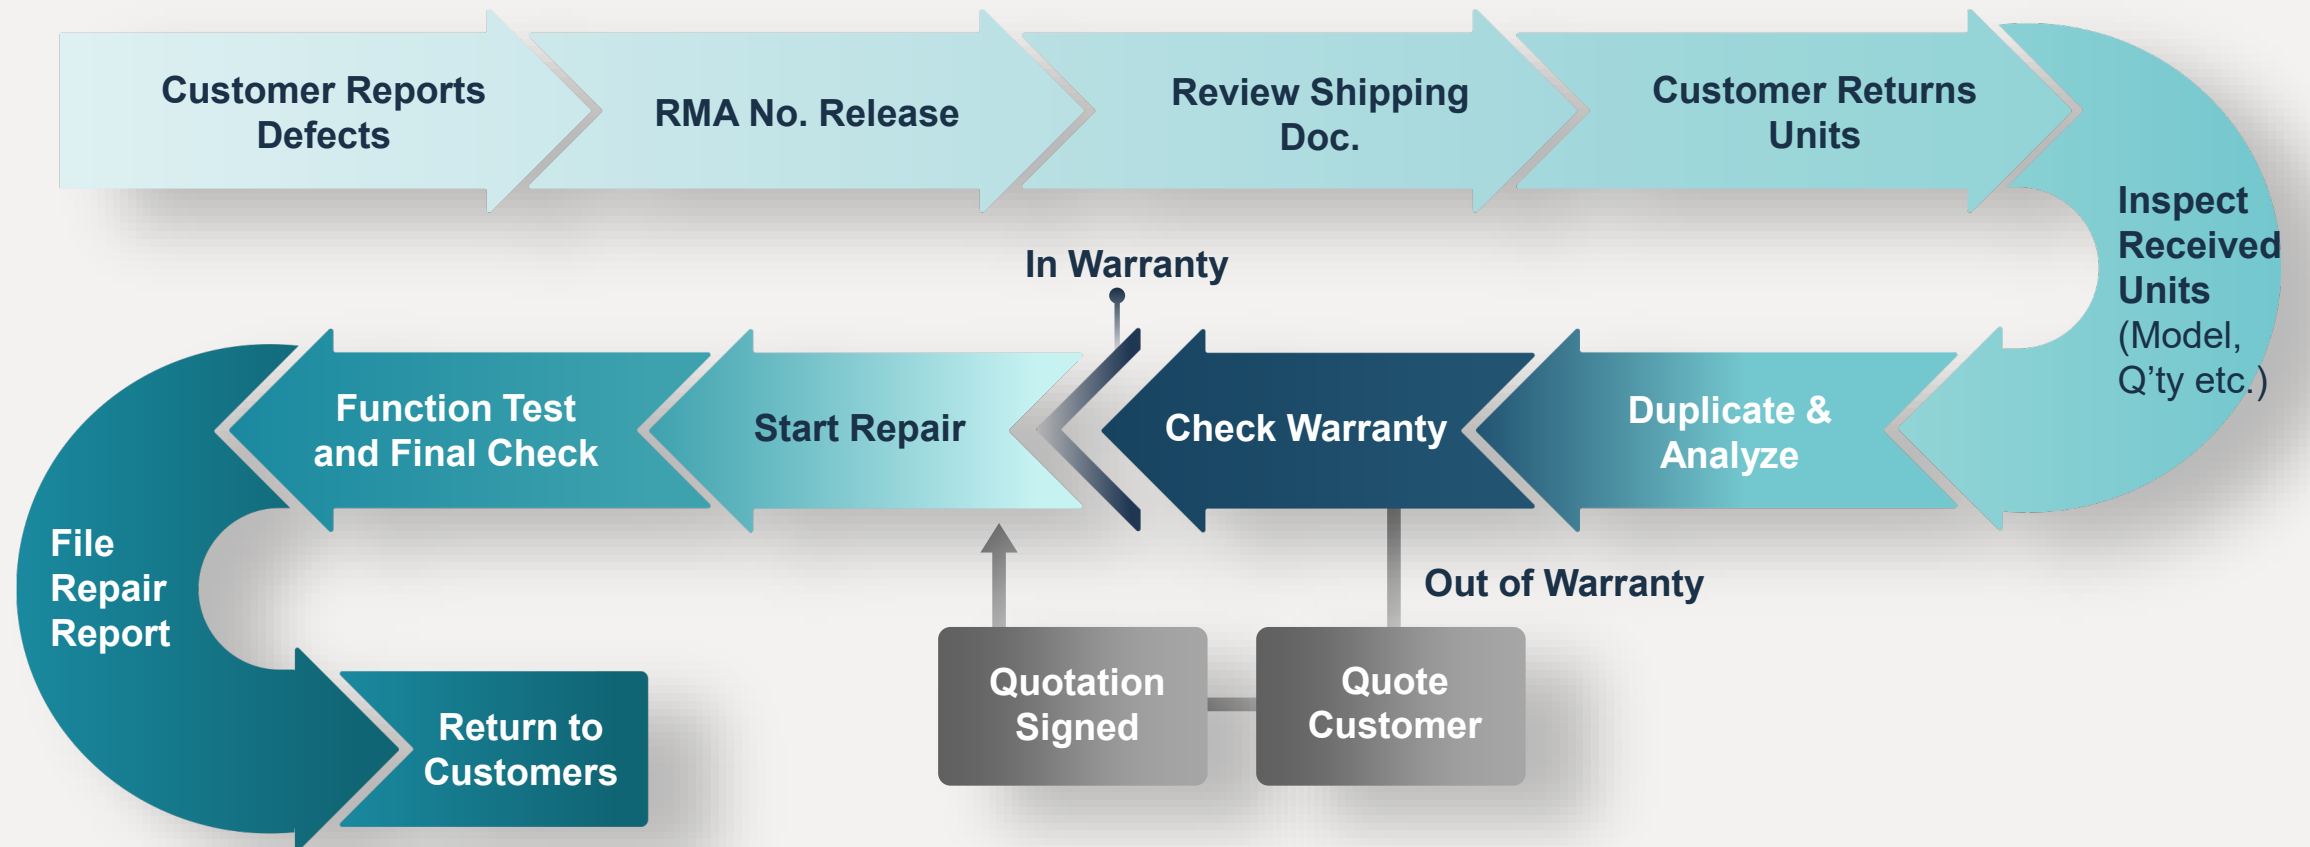 Customer Reports
Defects
RMA No. Release
Review Shipping
Doc.
Customer Returns
Units
Inspect
Received
Units
(Model,
Q’ty etc.)
Duplicate &
Analyze
Check Warranty
In Warranty
Out of Warranty
Quote
Customer
Quotation
Signed
Start Repair
Function Test
and Final Check
File
Repair
Report
Return to
Customers